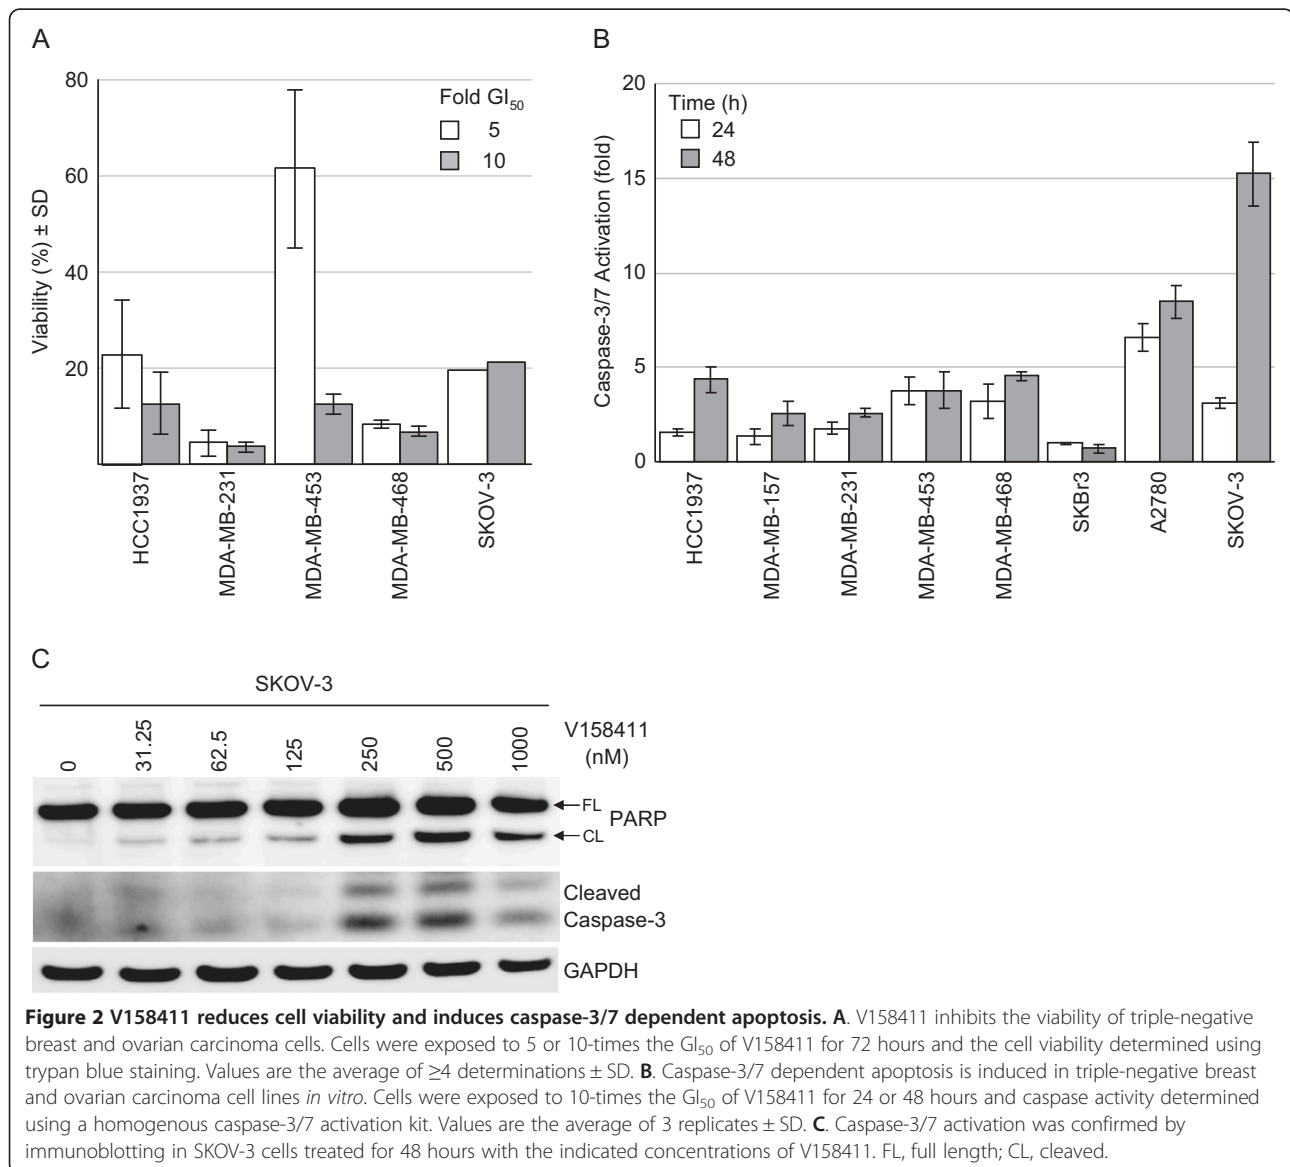 A
80
60
40
20
Viability (%) ± SD
Fold GI50
5
10
HCC1937
MDA-MB-231
MDA-MB-453
MDA-MB-468
SKOV-3
B
20
15
10
5
0
Caspase-3/7 Activation (fold)
Time (h)
24
48
HCC1937
MDA-MB-157
MDA-MB-231
MDA-MB-453
MDA-MB-468
SKBr3
A2780
SKOV-3
C
SKOV-3
0
31.25
62.5
125
250
500
1000
V158411
(nM)
FL
PARP
CL
Cleaved
Caspase-3
GAPDH
Figure 2 V158411 reduces cell viability and induces caspase-3/7 dependent apoptosis. A. V158411 inhibits the viability of triple-negative
breast and ovarian carcinoma cells. Cells were exposed to 5 or 10-times the GI50 of V158411 for 72 hours and the cell viability determined using
trypan blue staining. Values are the average of ≥4 determinations ± SD. B. Caspase-3/7 dependent apoptosis is induced in triple-negative breast
and ovarian carcinoma cell lines in vitro. Cells were exposed to 10-times the GI50 of V158411 for 24 or 48 hours and caspase activity determined
using a homogenous caspase-3/7 activation kit. Values are the average of 3 replicates ± SD. C. Caspase-3/7 activation was confirmed by
immunoblotting in SKOV-3 cells treated for 48 hours with the indicated concentrations of V158411. FL, full length; CL, cleaved.